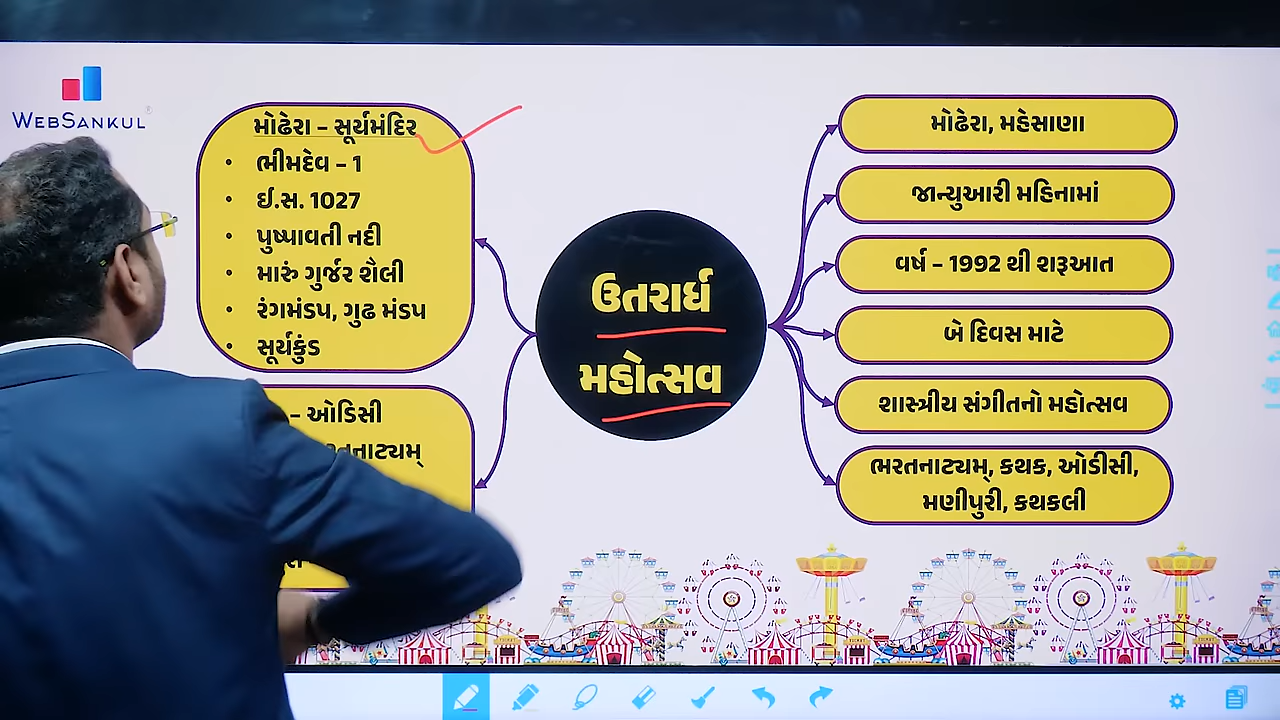 WEBSANKUL
મોઢેરા – સૂર્યમંદિર
• ભીમદેવ – 1
• ઈ.સ. 1027
• પુષ્પાવતી નદી
• મારું ગુર્જર શૈલી
• રંગમંડપ, ગુઢ મંડપ
• સૂર્યકુંડ
– ઓડિસી
ઉતરાર્ધ
મહોત્સવ
મોઢેરા, મહેસાણા
જાન્યુઆરી મહિનામાં
વર્ષ – 1992 થી શરૂઆત
બે દિવસ માટે
શાસ્ત્રીય સંગીતનો મહોત્સવ
ભરતનાટ્યમ્, કથક, ઓડીસી,
મણીપુરી, કથકલી